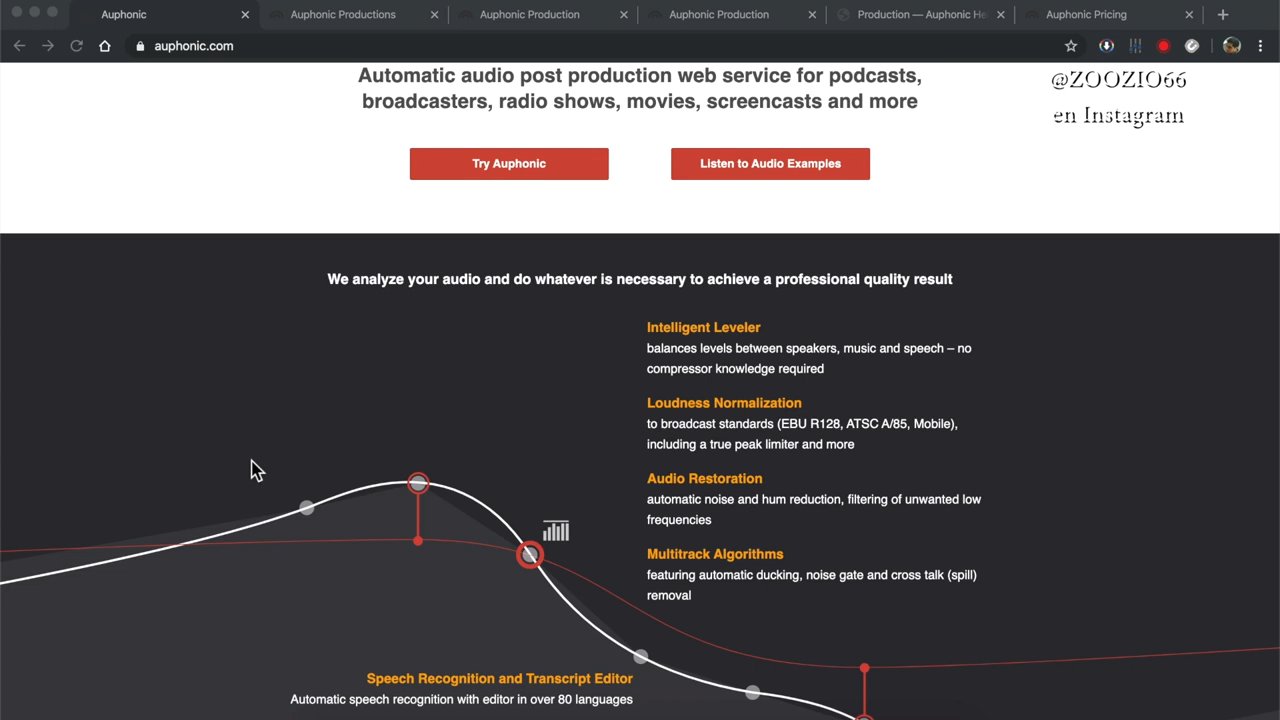 Auphonic
Auphonic Productions
Auphonic Production
Auphonic Production
Production — Auphonic He
Auphonic Pricing
auphonic.com
Automatic audio post production web service for podcasts,
broadcasters, radio shows, movies, screencasts and more
@ZOOZIO66
en Instagram
Try Auphonic
Listen to Audio Examples
We analyze your audio and do whatever is necessary to achieve a professional quality result
Intelligent Leveler
balances levels between speakers, music and speech – no
compressor knowledge required
Loudness Normalization
to broadcast standards (EBU R128, ATSC A/85, Mobile),
including a true peak limiter and more
Audio Restoration
automatic noise and hum reduction, filtering of unwanted low
frequencies
Multitrack Algorithms
featuring automatic ducking, noise gate and cross talk (spill)
removal
Speech Recognition and Transcript Editor
Automatic speech recognition with editor in over 80 languages